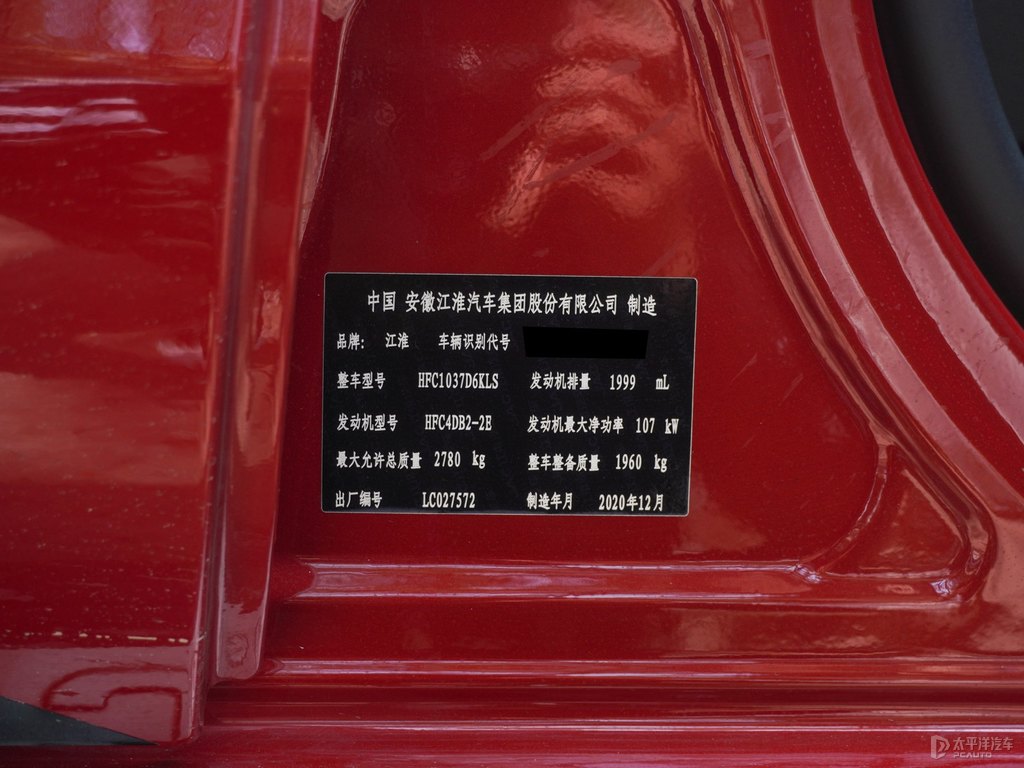 中国 安徽江淮汽车集团股份有限公司 制造
品牌: 江淮 车辆识别代号
整车型号 HFC1037D6KLS 发动机排量 1999 mL
发动机型号 HFC4DB2-2E 发动机最大净功率 107 kW
最大允许总质量 2780 kg 整车整备质量 1960 kg
出厂编号 LC027572 制造年月 2020年12月
太平洋汽车
PCAUTO